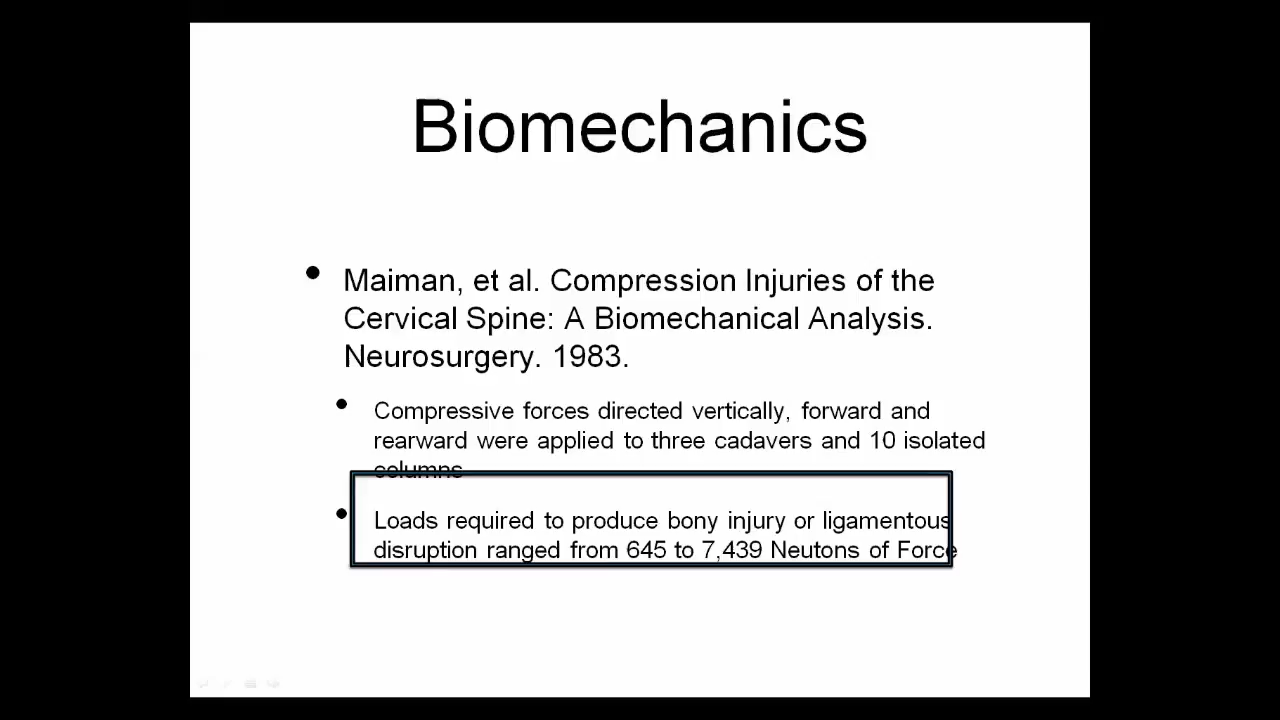 Biomechanics
• Maiman, et al. Compression Injuries of the
Cervical Spine: A Biomechanical Analysis.
Neurosurgery. 1983.
• Compressive forces directed vertically, forward and
rearward were applied to three cadavers and 10 isolated
columns
• Loads required to produce bony injury or ligamentous
disruption ranged from 645 to 7,439 Neutons of Force